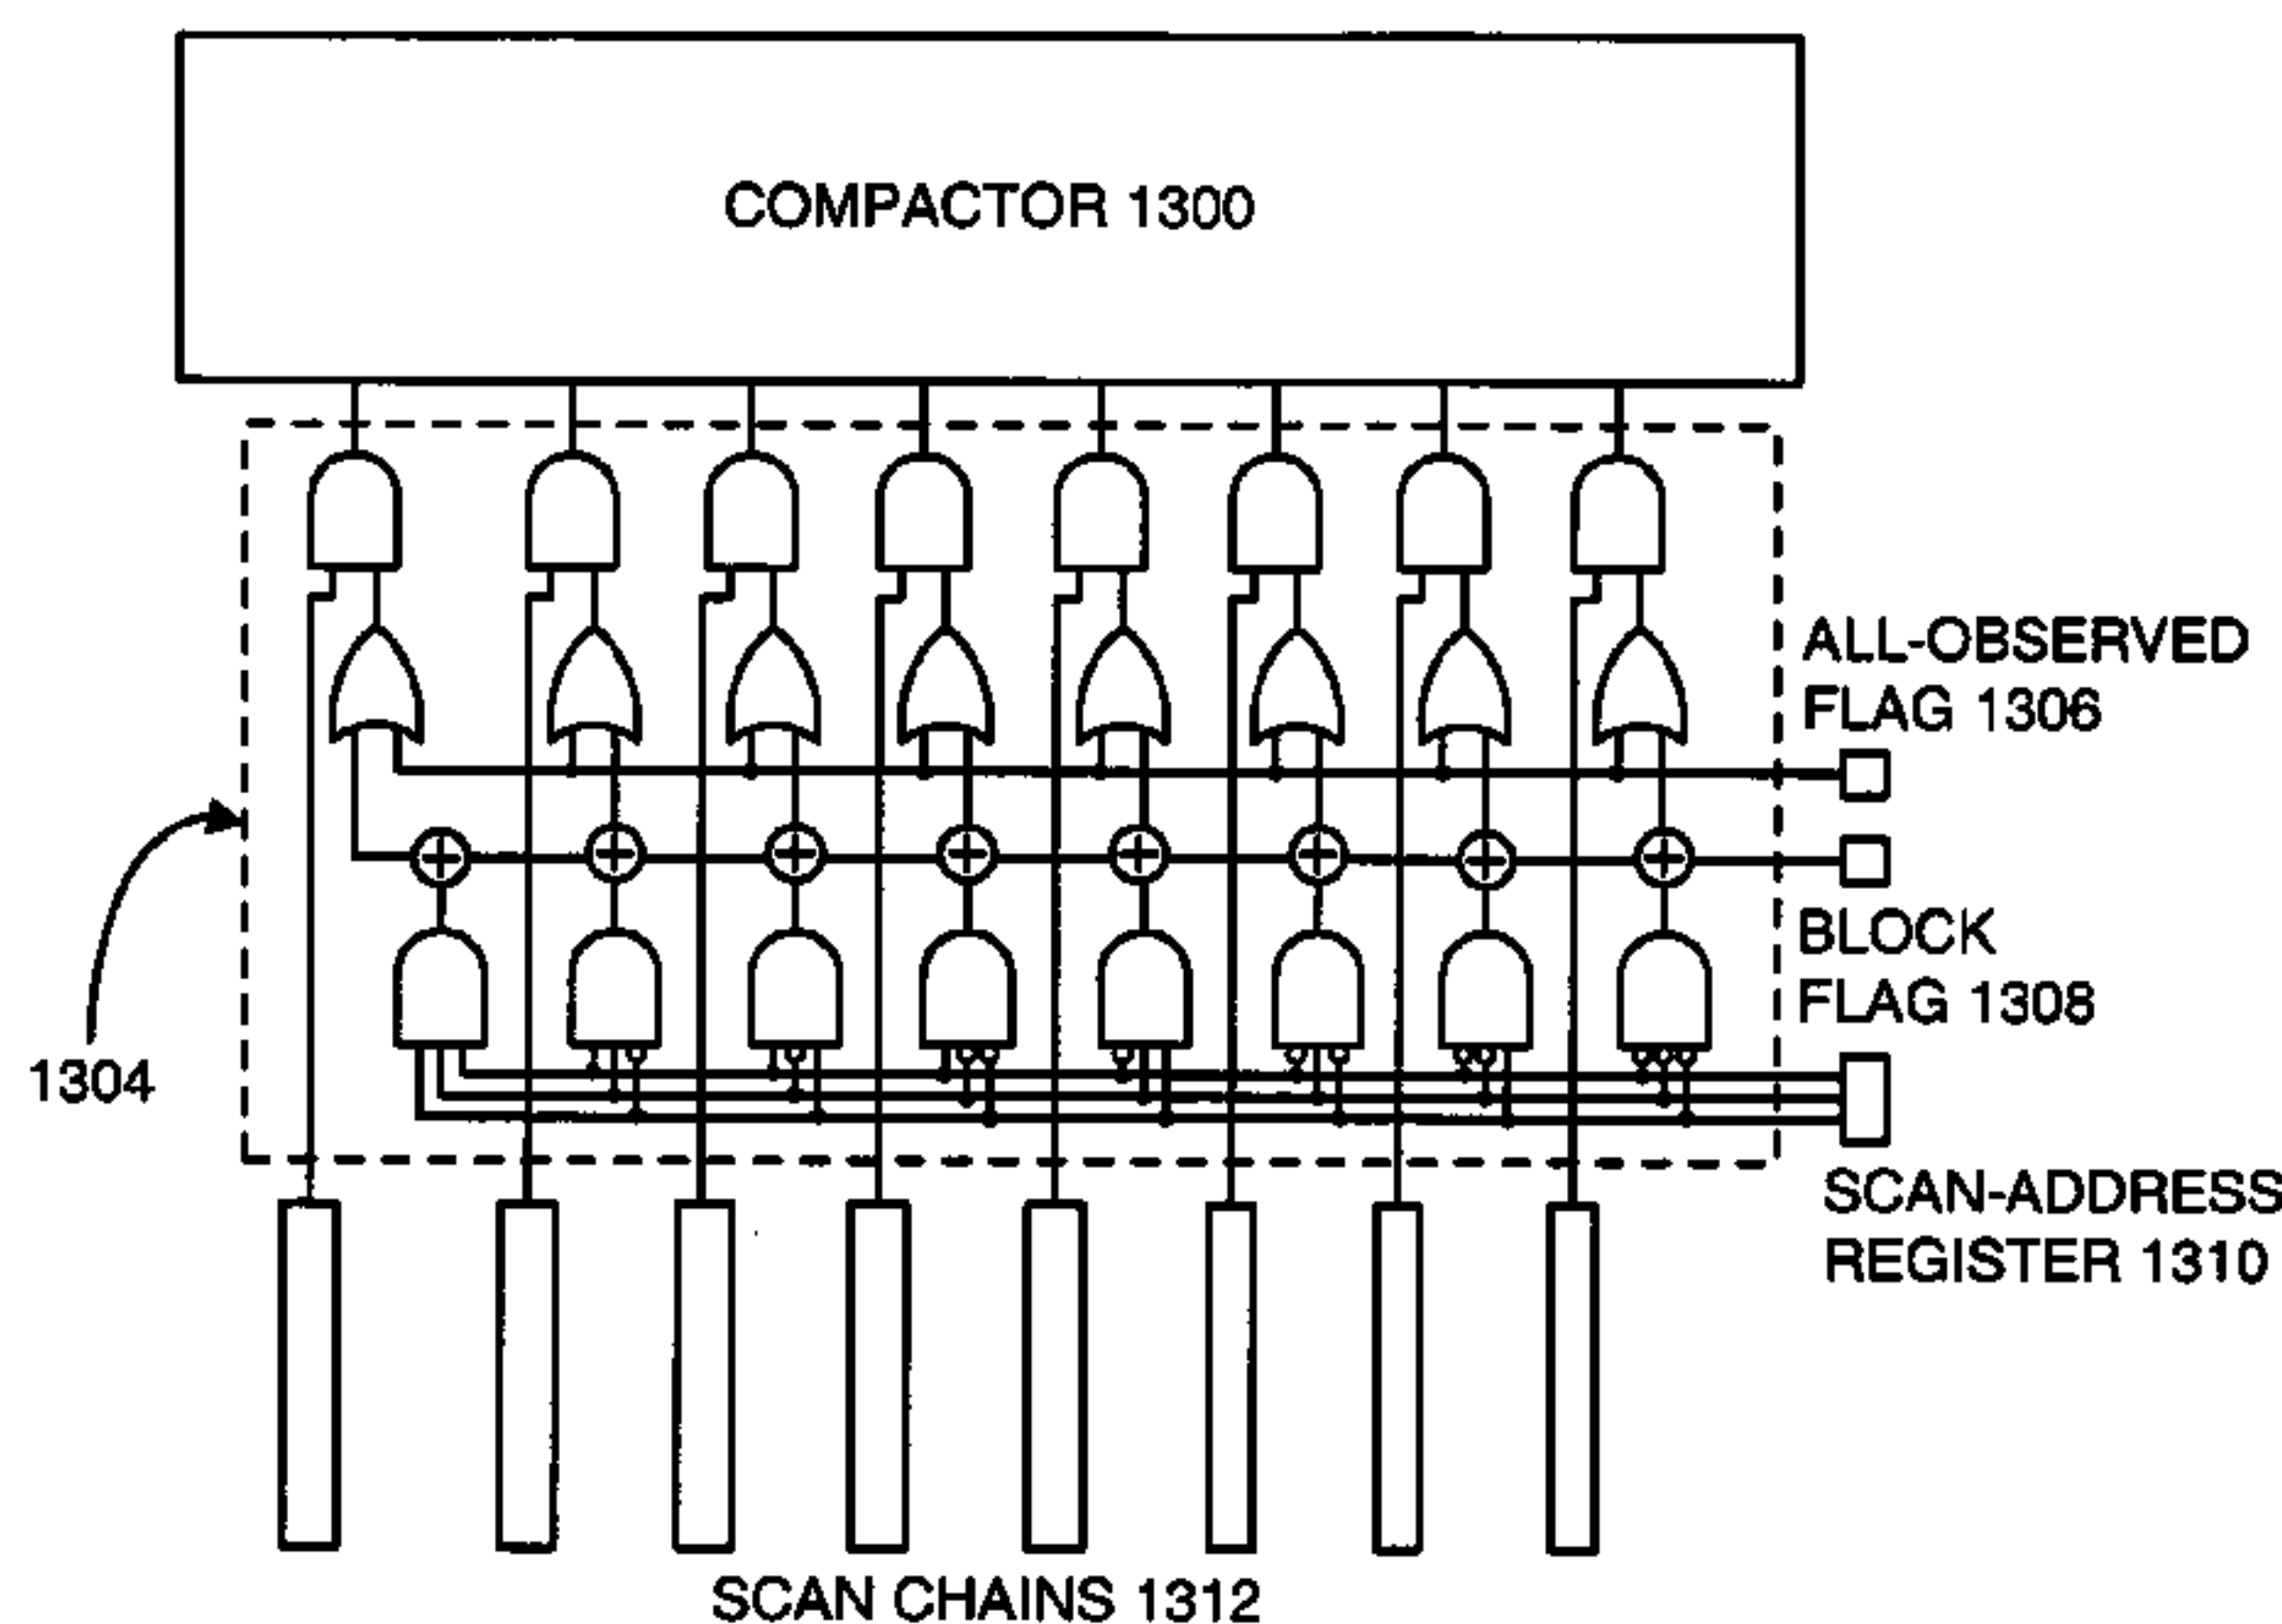 COMPACTOR 1300
ALL-OBSERVED
FLAG 1306
BLOCK
FLAG 1308
1304
SCAN-ADDRESS
REGISTER 1310
SCAN CHAINS 1312